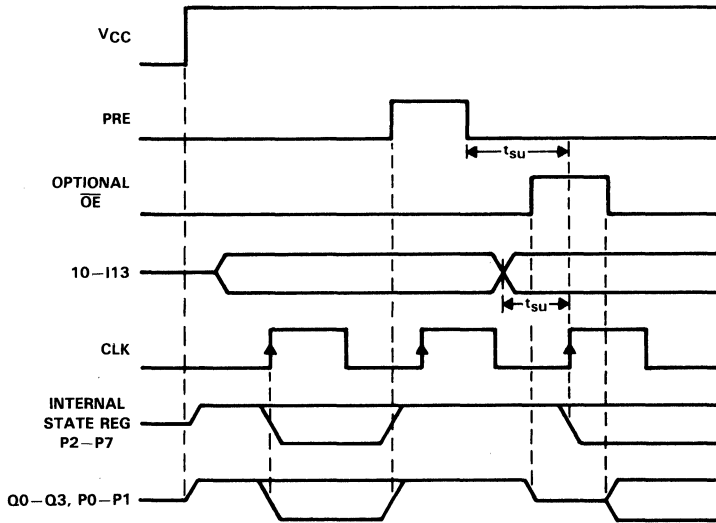 VCC
PRE
tsu
OPTIONAL
OE
10–I13
tsu
CLK
INTERNAL
STATE REG
P2–P7
Q0–Q3, P0–P1